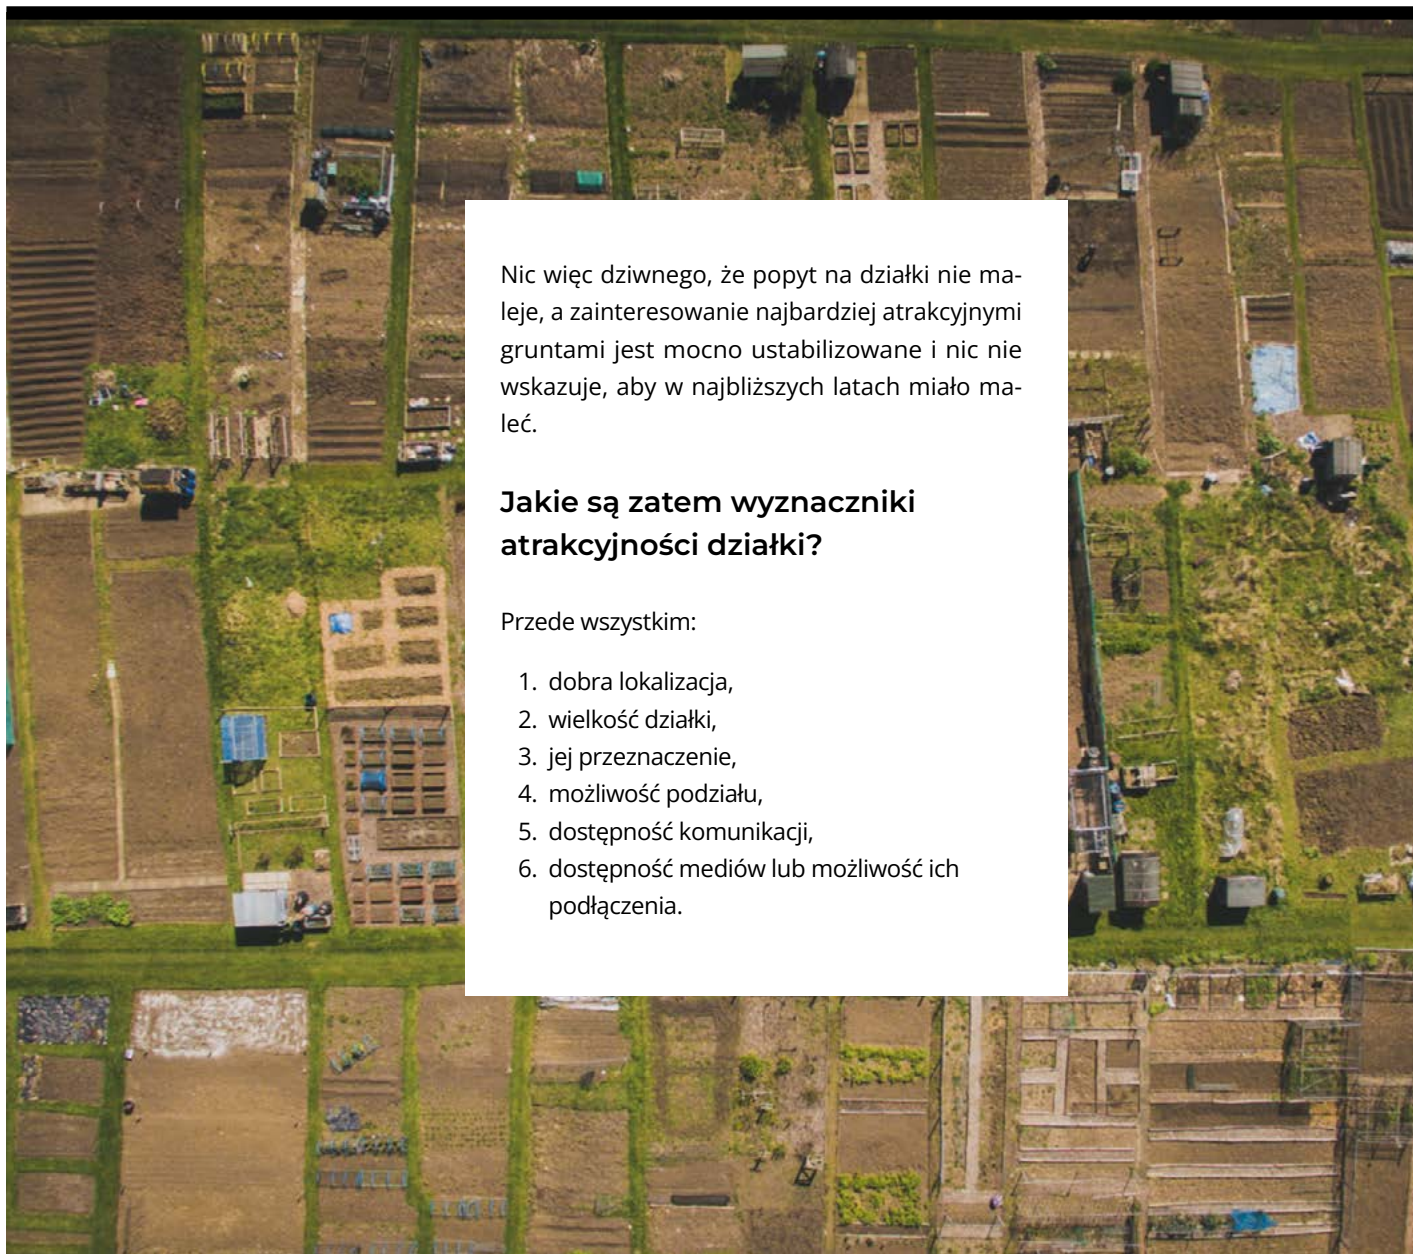 Nic więc dziwnego, że popyt na działki nie ma-
leje, a zainteresowanie najbardziej atrakcyjnymi
gruntami jest mocno ustabilizowane i nic nie
wskazuje, aby w najbliższych latach miało ma-
leć.
Jakie są zatem wyznaczniki
atrakcyjności działki?
Przede wszystkim:
1. dobra lokalizacja,
2. wielkość działki,
3. jej przeznaczenie,
4. możliwość podziału,
5. dostępność komunikacji,
6. dostępność mediów lub możliwość ich
podłączenia.